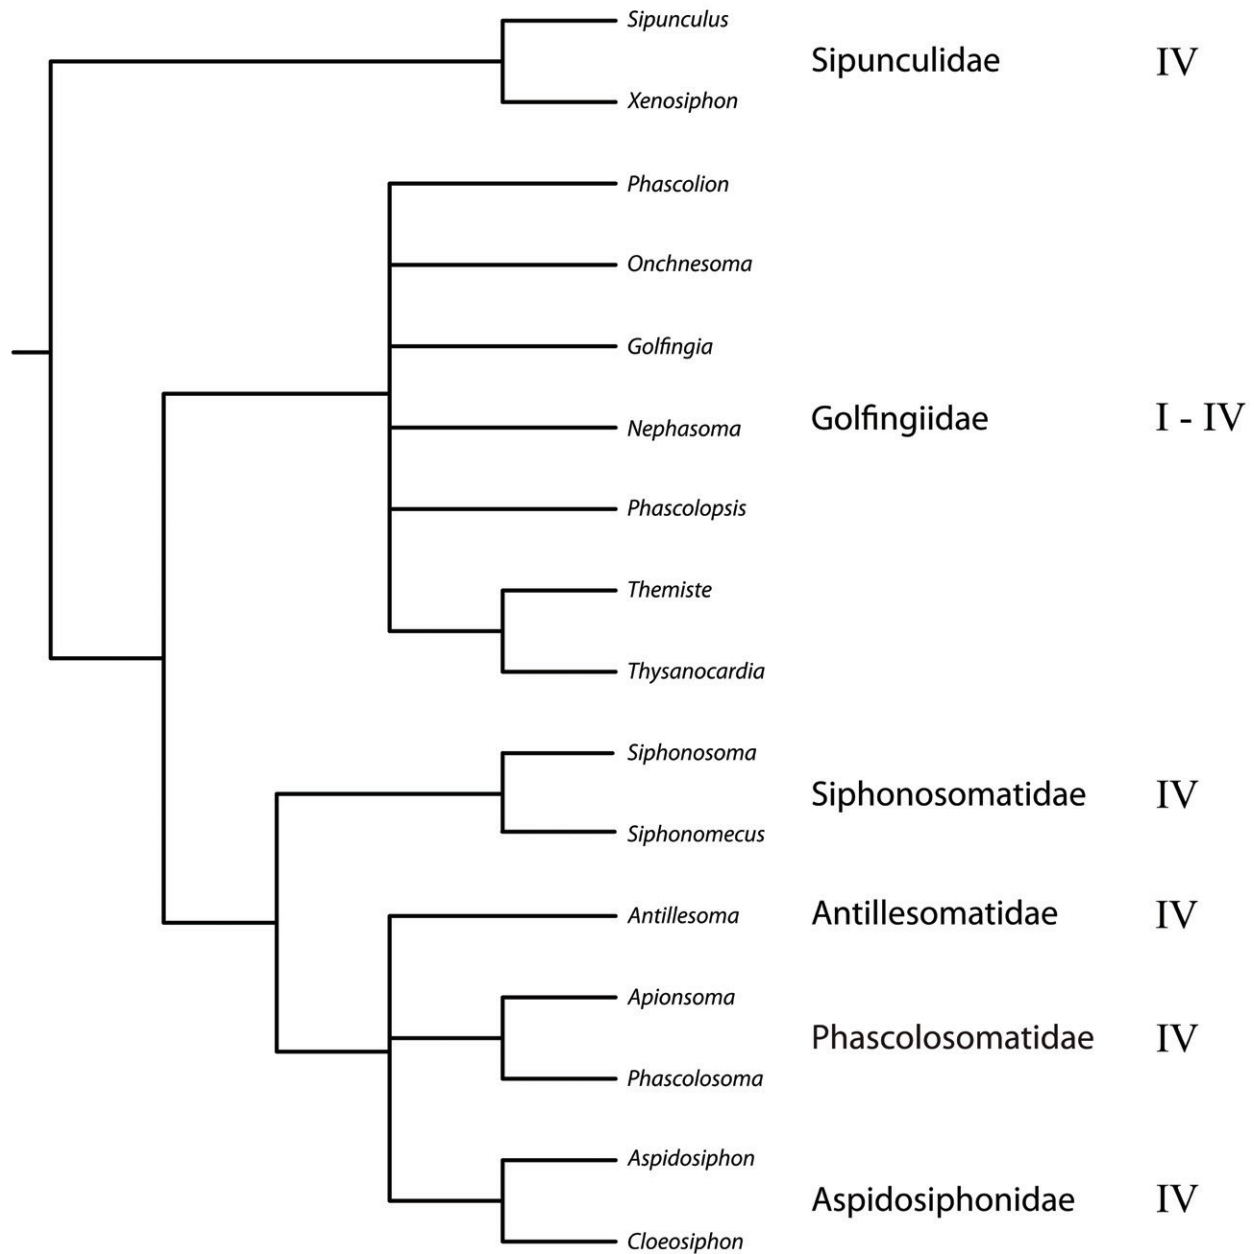 Sipunculus
Sipunculidae IV
Xenosiphon
Phascolion
Onchnesoma
Golfingia
Golfingiidae I - IV
Nephasoma
Phascolopsis
Themiste
Thysanocardia
Siphonosoma
Siphonosomatidae IV
Siphonomecus
Antillesoma Antillesomatidae IV
Apionsoma
Phascolosomatidae IV
Phascolosoma
Aspidosiphon
Aspidosiphonidae IV
Cloeosiphon